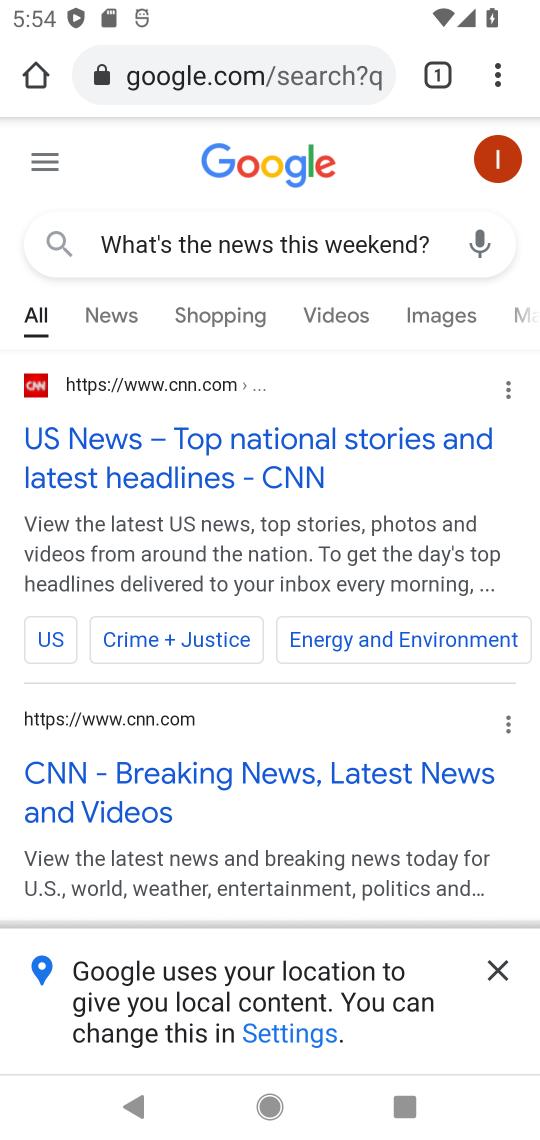 5:54
google.com/search?q
1
Google
I
What's the news this weekend?
All News Shopping Videos Images Ma
CNN
https://www.cnn.com › ...
US News – Top national stories and
latest headlines - CNN
View the latest US news, top stories, photos and
videos from around the nation. To get the day's top
headlines delivered to your inbox every morning, ...
US Crime + Justice Energy and Environment
https://www.cnn.com
CNN - Breaking News, Latest News
and Videos
View the latest news and breaking news today for
U.S., world, weather, entertainment, politics and…
Google uses your location to
give you local content. You can
change this in Settings.